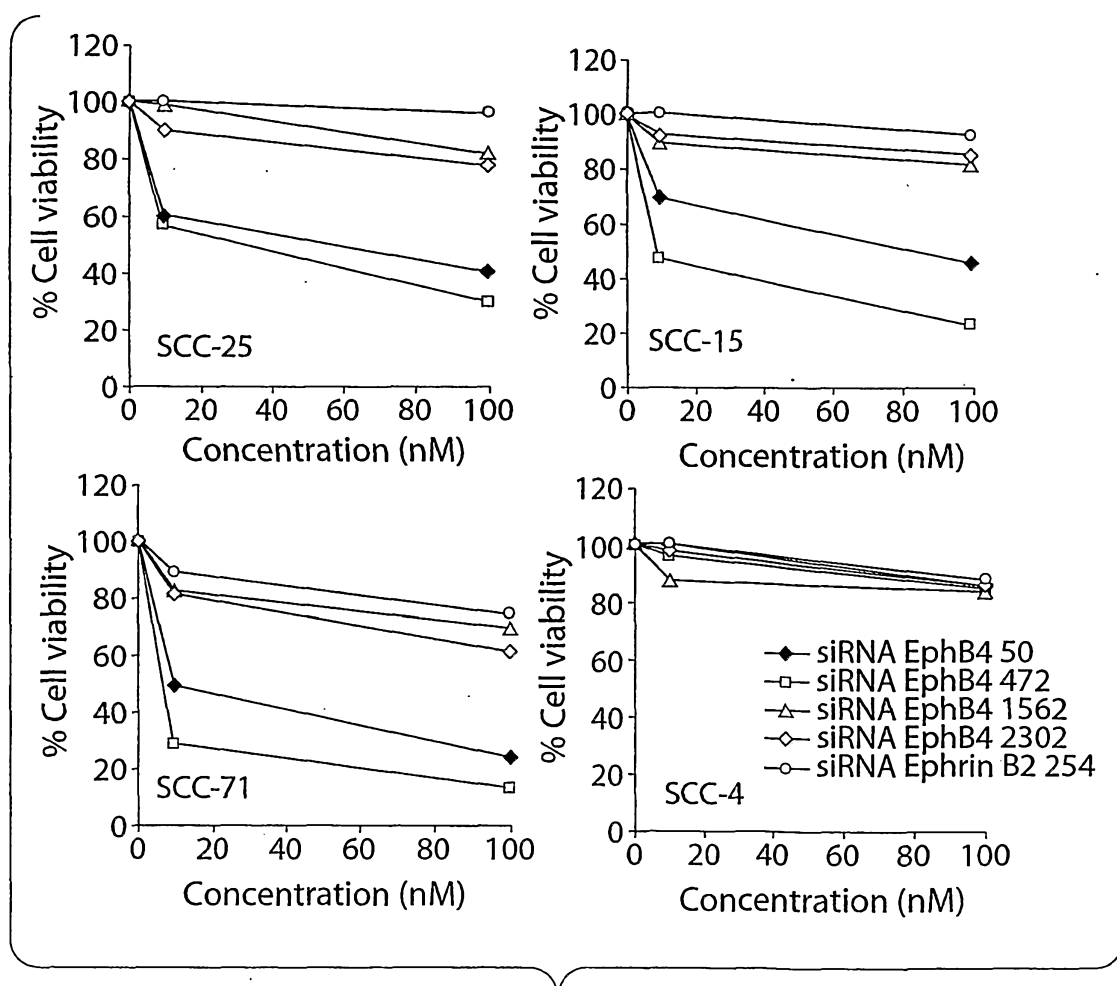 120
100
80
60
40
20
0
% Cell viability
SCC-25
0 20 40 60 80 100
Concentration (nM)
120
100
80
60
40
20
0
% Cell viability
SCC-15
0 20 40 60 80 100
Concentration (nM)
120
100
80
60
40
20
0
% Cell viability
SCC-71
0 20 40 60 80 100
Concentration (nM)
120
100
80
60
40
20
0
% Cell viability
siRNA EphB4 50
siRNA EphB4 472
siRNA EphB4 1562
siRNA EphB4 2302
siRNA Ephrin B2 254
SCC-4
0 20 40 60 80 100
Concentration (nM)